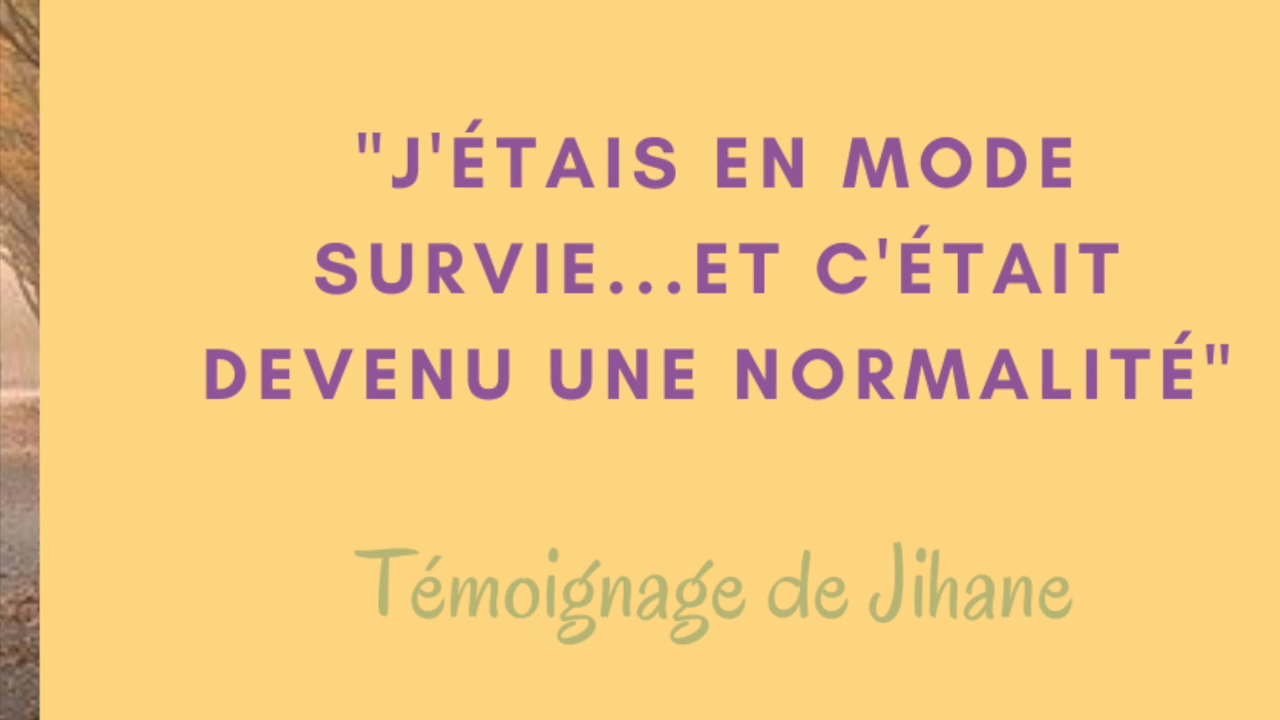 "J'ÉTAIS EN MODE
SURVIE...ET C'ÉTAIT
DEVENU UNE NORMALITÉ"
Témoignage de Jihane